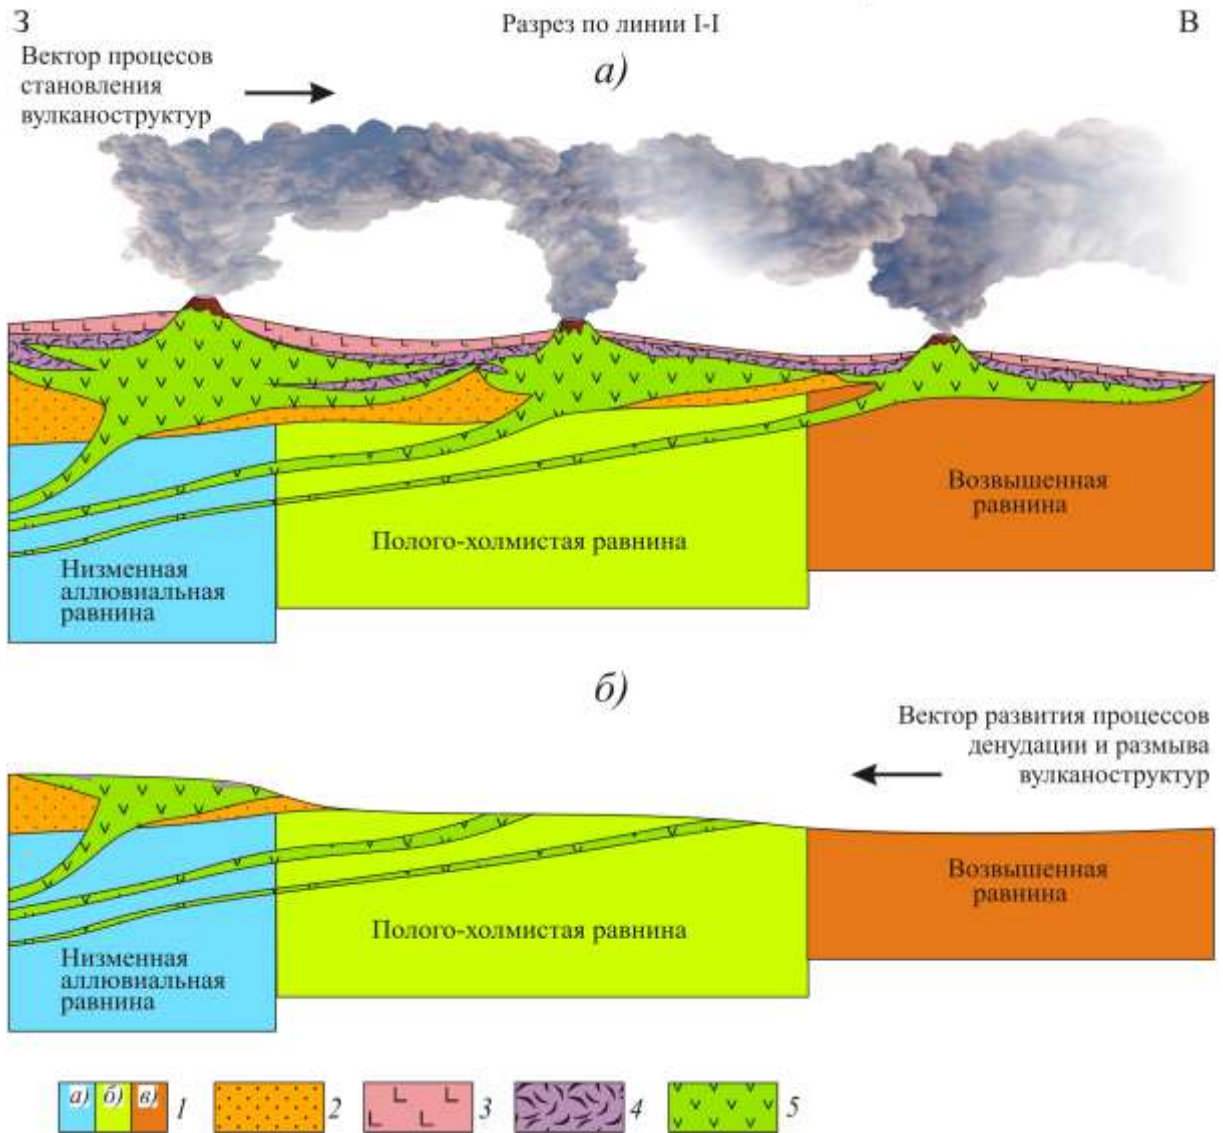 З
Разрез по линии I-I
В
Вектор процесов
становления
вулканоструктур
а)
Возвышенная
равнина
Полого-холмистая равнина
Низменная
аллювиальная
равнина
б)
Вектор развития процессов
денудации и размыва
вулканоструктур
Возвышенная
равнина
Полого-холмистая равнина
Низменная
аллювиальная
равнина
а) б) в) 1 2 3 4 5